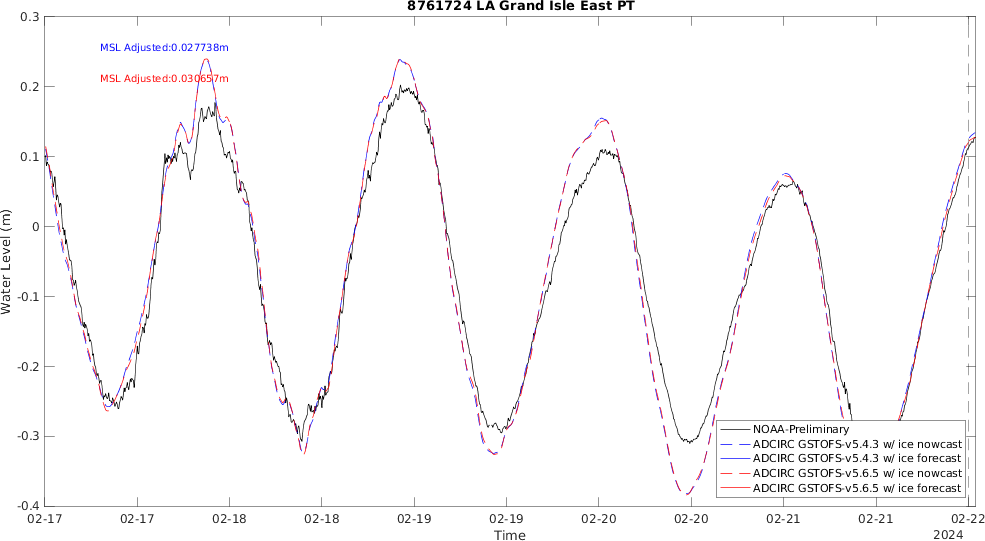 8761724 LA Grand Isle East PT
MSL Adjusted:0.027738m
MSL Adjusted:0.030657m
Water Level (m)
0.3
0.2
0.1
0
-0.1
-0.2
-0.3
-0.4
NOAA-Preliminary
ADCIRC GSTOFS-v5.4.3 w/ ice nowcast
ADCIRC GSTOFS-v5.4.3 w/ ice forecast
ADCIRC GSTOFS-v5.6.5 w/ ice nowcast
ADCIRC GSTOFS-v5.6.5 w/ ice forecast
02-17 02-17 02-18 02-18 02-19 02-19 02-20 02-20 02-21 02-21 02-22
Time
2024